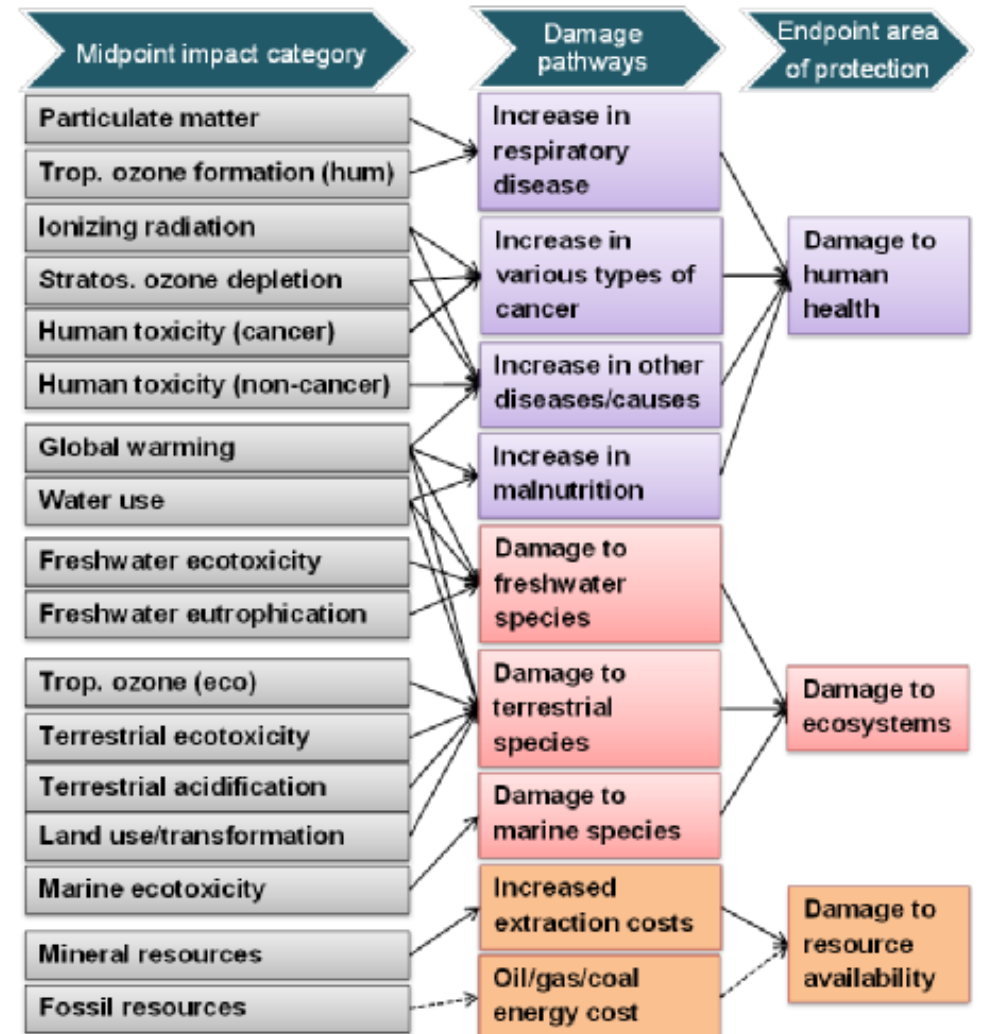 Midpoint impact category
Damage
pathways
Endpoint area
of protection
Particulate matter
Trop. ozone formation (hum)
Ionizing radiation
Stratos. ozone depletion
Human toxicity (cancer)
Human toxicity (non-cancer)
Global warming
Water use
Freshwater ecotoxicity
Freshwater eutrophication
Trop. ozone (eco)
Terrestrial ecotoxicity
Terrestrial acidification
Land use/transformation
Marine ecotoxicity
Mineral resources
Fossil resources
Increase in
respiratory
disease
Increase in
various types of
cancer
Increase in other
diseases/causes
Increase in
malnutrition
Damage to
freshwater
species
Damage to
terrestrial
species
Damage to
marine species
Increased
extraction costs
Oil/gas/coal
energy cost
Damage to
human
health
Damage to
ecosystems
Damage to
resource
availability